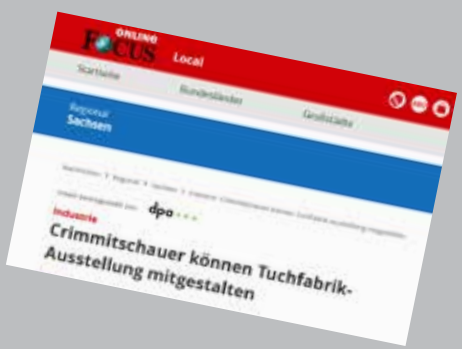 ONLINE
FOCUS Local
Startseite Bundesländer Großstädte
Regional
Sachsen
dpa
Industrie
Crimmitschauer können Tuchfabrik-
Ausstellung mitgestalten